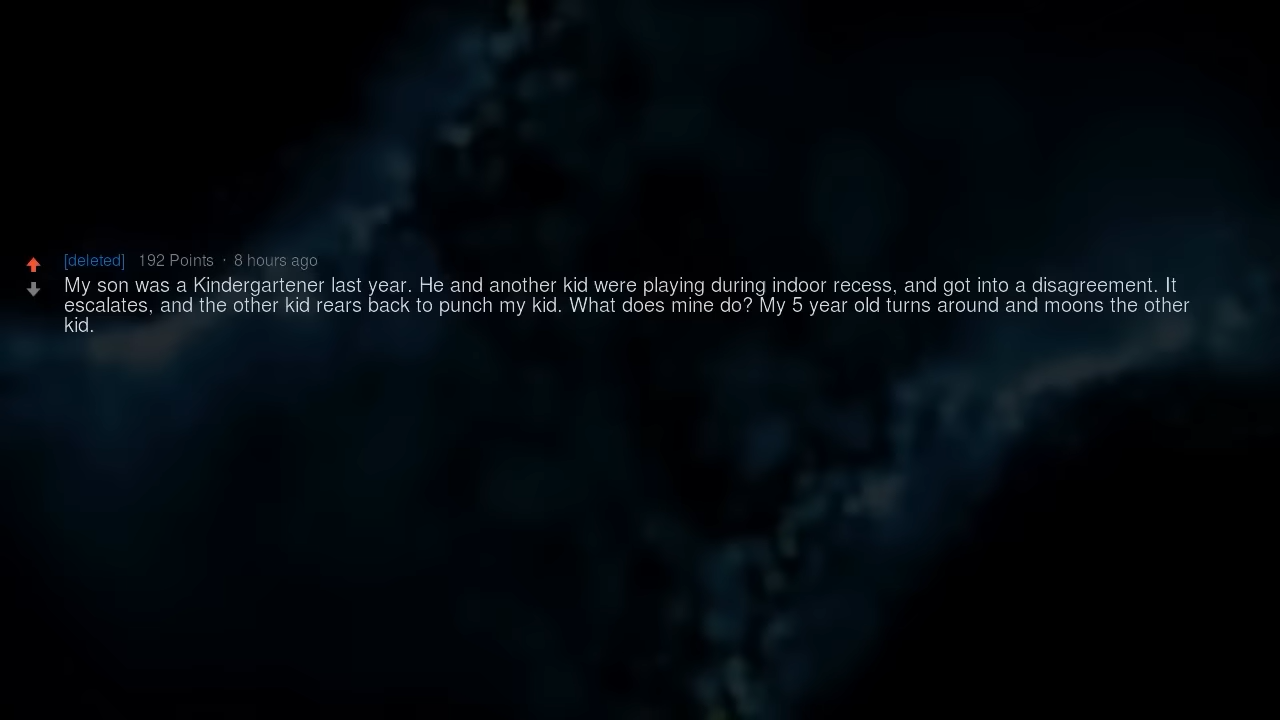 [deleted] 192 Points · 8 hours ago
My son was a Kindergartener last year. He and another kid were playing during indoor recess, and got into a disagreement. It
escalates, and the other kid rears back to punch my kid. What does mine do? My 5 year old turns around and moons the other
kid.